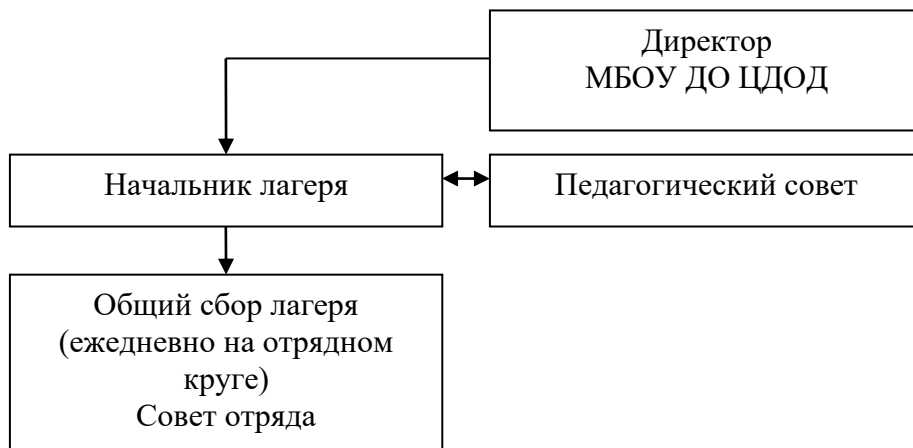 Директор
МБОУ ДО ЦДОД
Начальник лагеря
Педагогический совет
Общий сбор лагеря
(ежедневно на отрядном
круге)
Совет отряда